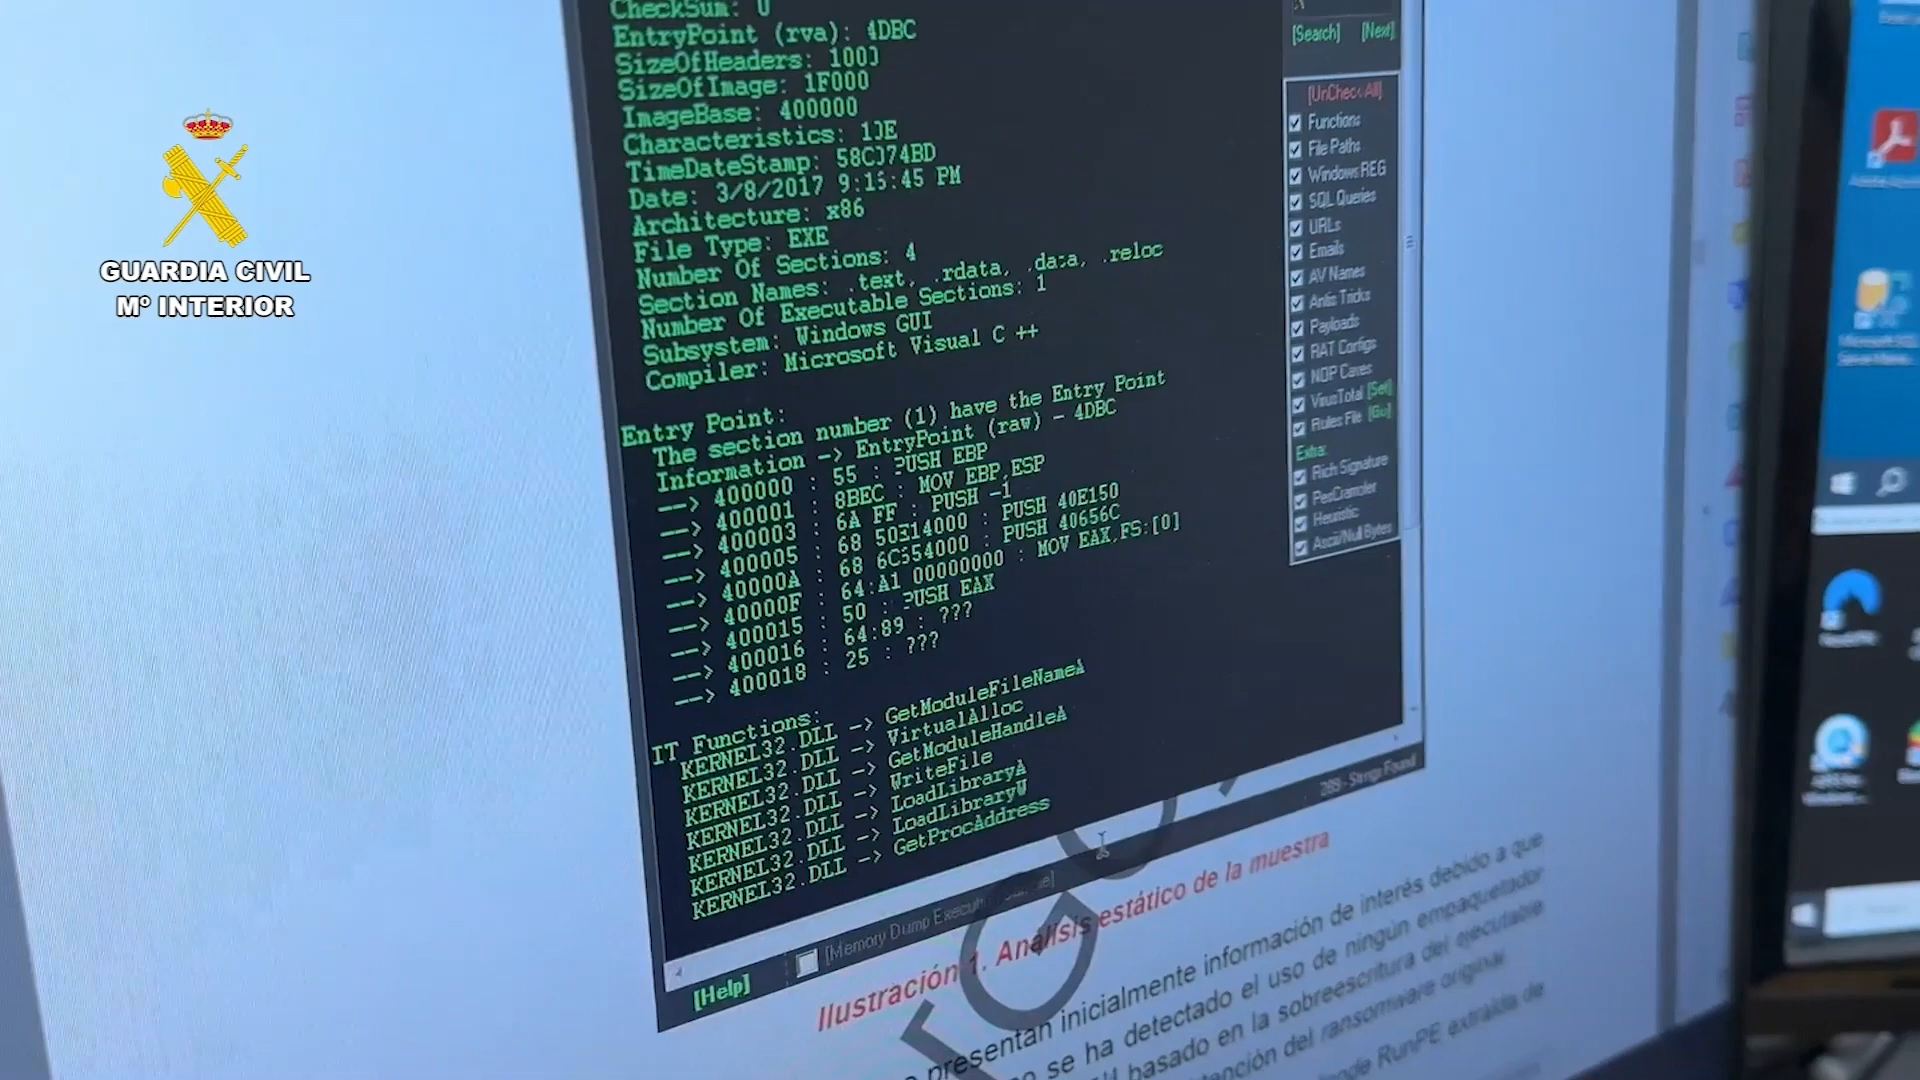 GUARDIA CIVIL
Mº INTERIOR
CheckSum: 0
EntryPoint (rva): 4DBC
SizeOfHeaders: 1000
SizeOfImage: 1F000
ImageBase: 400000
Characteristics: 10E
TimeDateStamp: 58C074BD
Date: 3/8/2017 9:16:45 PM
Architecture: x86
File Type: EXE
Number Of Sections: 4
Section Names: .text, .rdata, .data, .reloc
Number Of Executable Sections: 1
Subsystem: Windows GUI
Compiler: Microsoft Visual C ++
Entry Point:
The section number (1) have the Entry Point
Information -> EntryPoint (raw) - 4DBC
--> 400000 : 55 : PUSH EBP
--> 400001 : 8BEC : MOV EBP,ESP
--> 400003 : 6A FF : PUSH -1
--> 400005 : 68 50E14000 : PUSH 40E150
--> 40000A : 68 6C654000 : PUSH 40656C
--> 40000F : 64:A1 00000000 : MOV EAX,FS:[0]
--> 400015 : 50 : PUSH EAX
--> 400016 : 64:89 : ???
--> 400018 : 25 : ???
IT Functions:
KERNEL32.DLL -> GetModuleFileNameA
KERNEL32.DLL -> VirtualAlloc
KERNEL32.DLL -> GetModuleHandleA
KERNEL32.DLL -> WriteFile
KERNEL32.DLL -> LoadLibraryA
KERNEL32.DLL -> LoadLibraryW
KERNEL32.DLL -> GetProcAddress
[Search] [Next]
[UnCheck All]
Functions
File Paths
Windows REG
SQL Queries
URLs
Emails
AV Names
Antis Tricks
Payloads
RAT Configs
NOP Caves
VirusTotal [Set]
Rules File [Go]
Extra:
Rich Signature
PesCrampler
Heuristic
Ascii/Null Bytes
289 - Strings Found
[Memory Dump
[Help]
Ilustración 1. Análisis estático de la muestra
presentan inicialmente información de interés debido a que
no se ha detectado el uso de ningún empaquetador
basado en la sobreescritura del ejecutable
del ransomware original.
RunPE extraída de